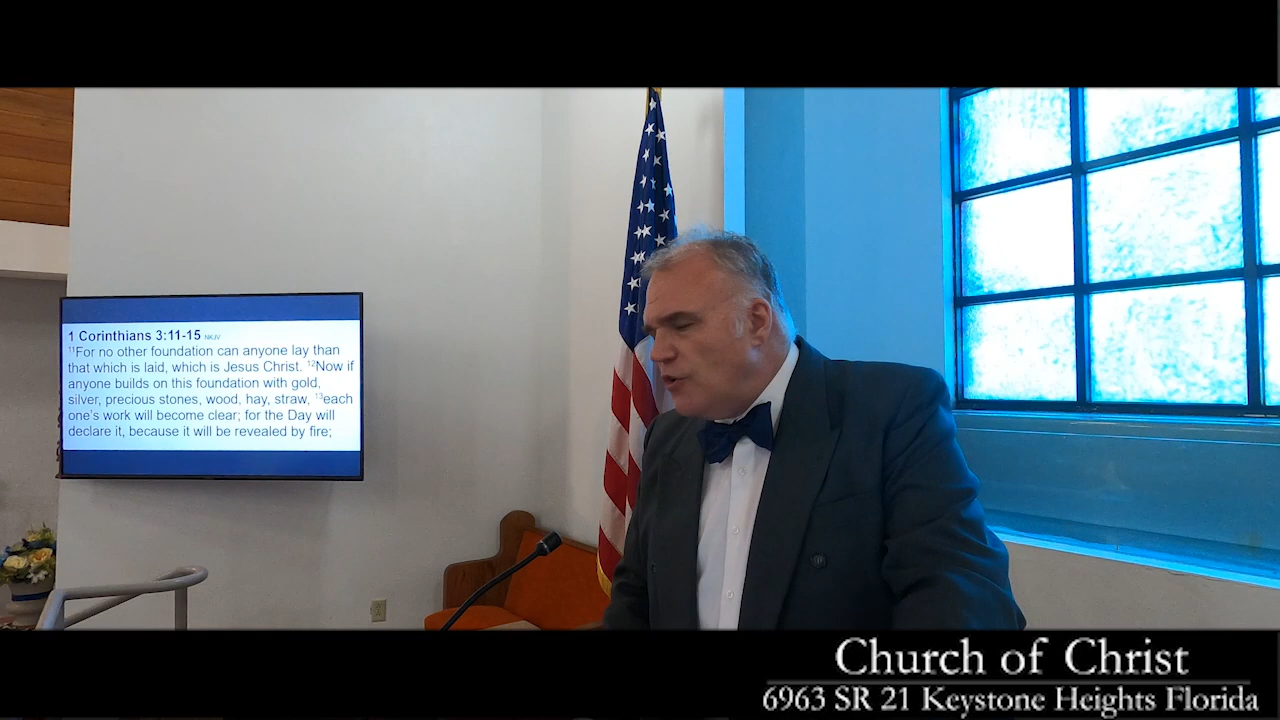 1 Corinthians 3:11-15 NKJV
¹¹For no other foundation can anyone lay than
that which is laid, which is Jesus Christ. ¹²Now if
anyone builds on this foundation with gold,
silver, precious stones, wood, hay, straw, ¹³each
one's work will become clear; for the Day will
declare it, because it will be revealed by fire;
Church of Christ
6963 SR 21 Keystone Heights Florida